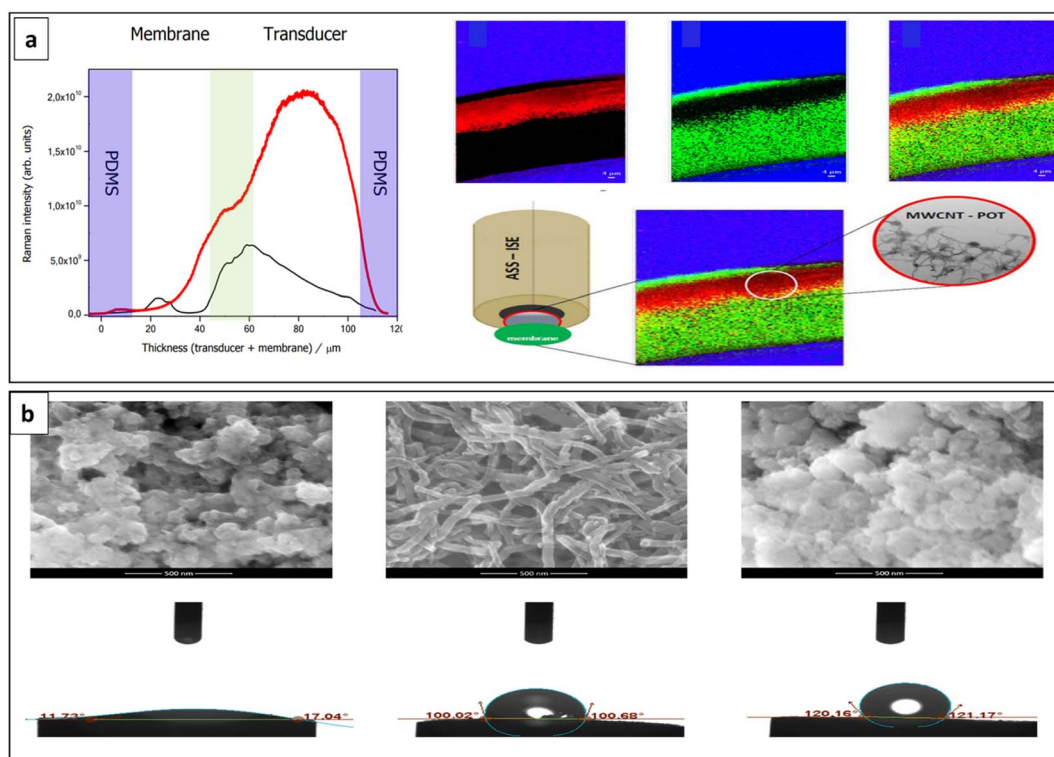 a
Membrane Transducer
2,0x10¹⁰
1,5x10¹⁰
1,0x10¹⁰
5,0x10⁹
0,0
Raman intensity (arb. units)
PDMS
PDMS
0 20 40 60 80 100 120
Thickness (transducer + membrane) / μm
4 μm
4 μm
4 μm
ASS – ISE
membrane
MWCNT - POT
b
500 nm
500 nm
500 nm
11.73° 17.04°
100.02° 100.68°
120.16° 121.17°